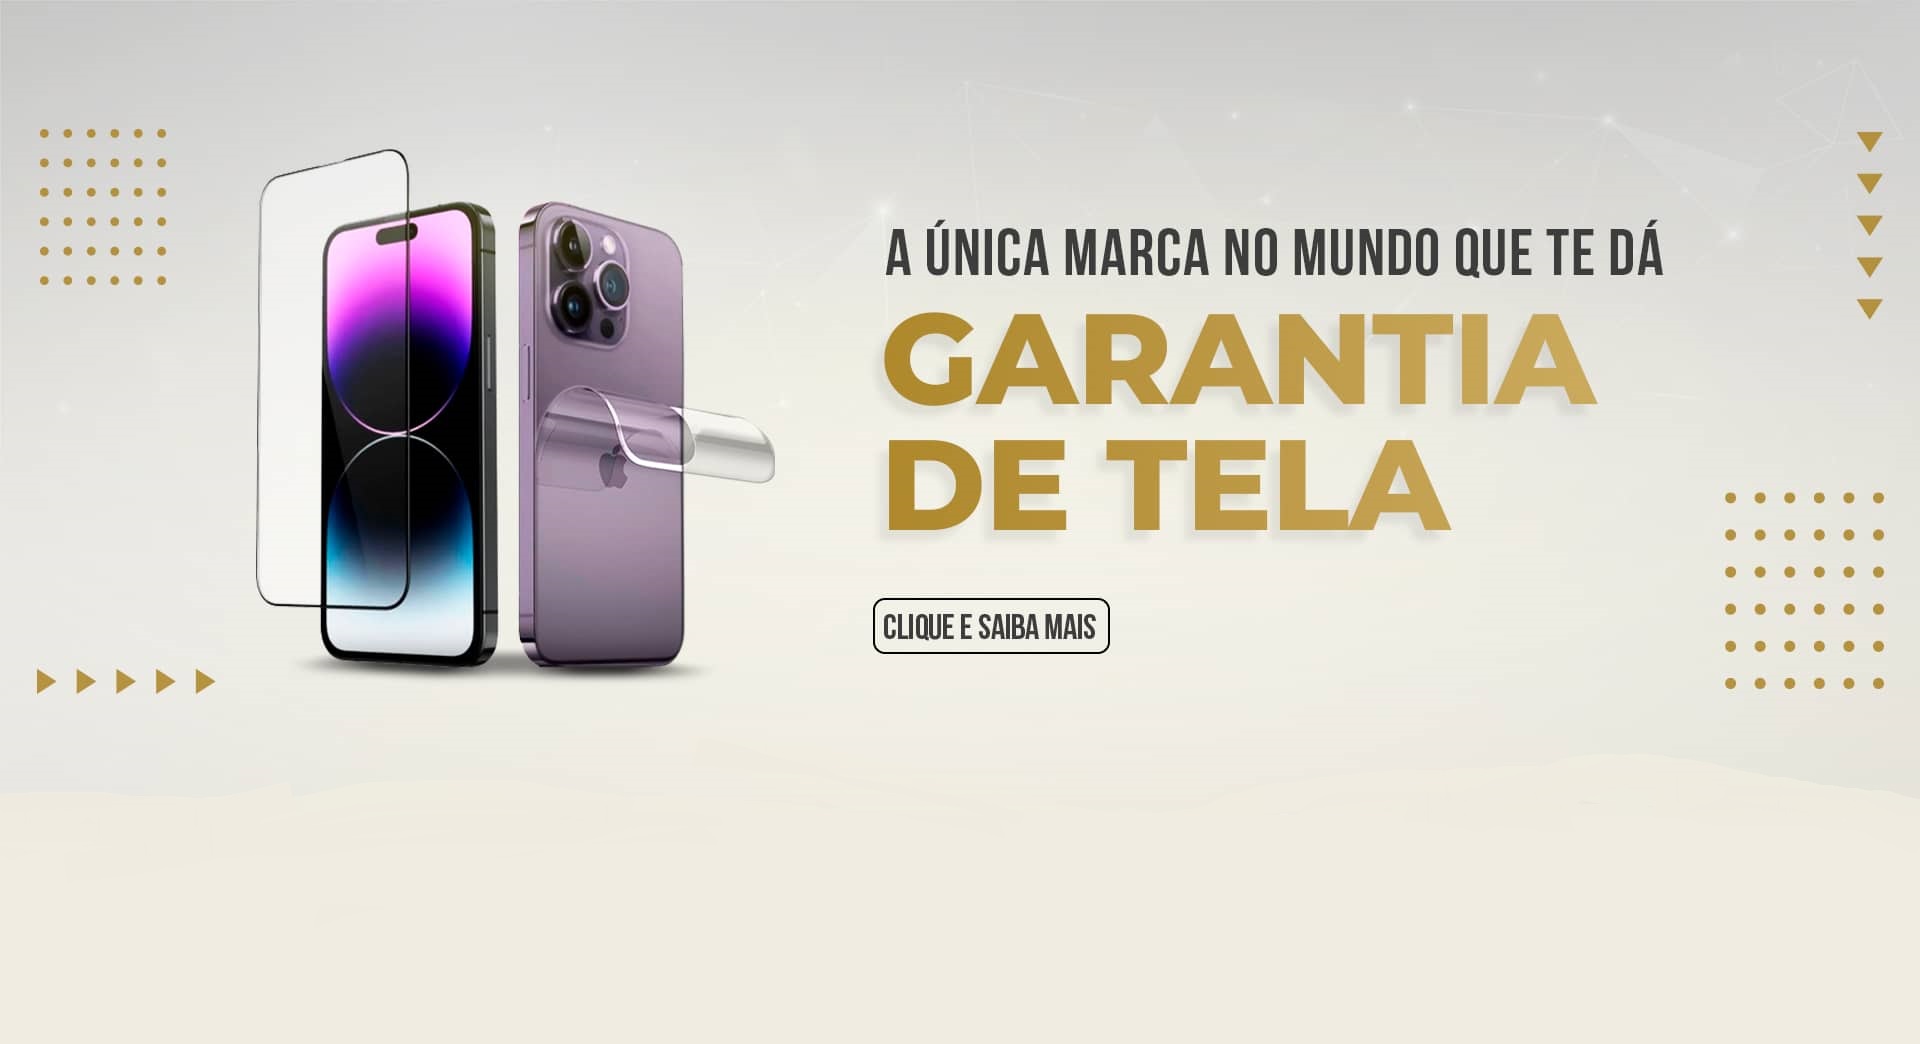 A ÚNICA MARCA NO MUNDO QUE TE DÁ
GARANTIA
DE TELA
CLIQUE E SAIBA MAIS